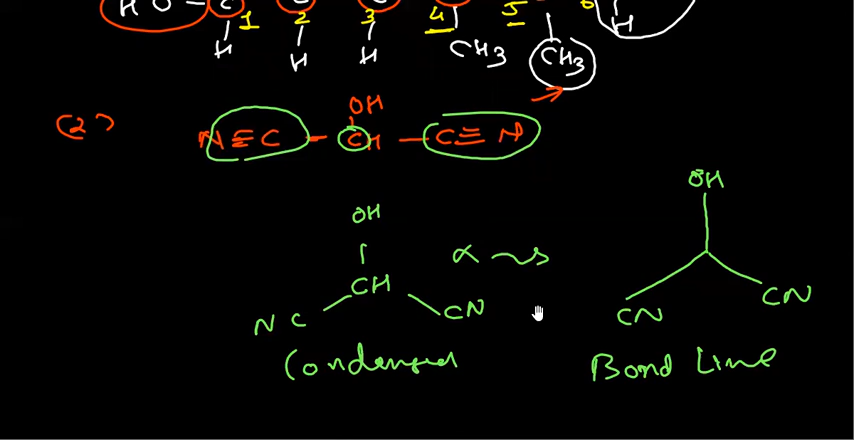 H O - C
1 2 3 4 5 6
H H H CH3 CH3 H
OH
(2) N≡C - CH - C≡N
OH OH
CH
NC CN CN CN
Condensed Bond Line